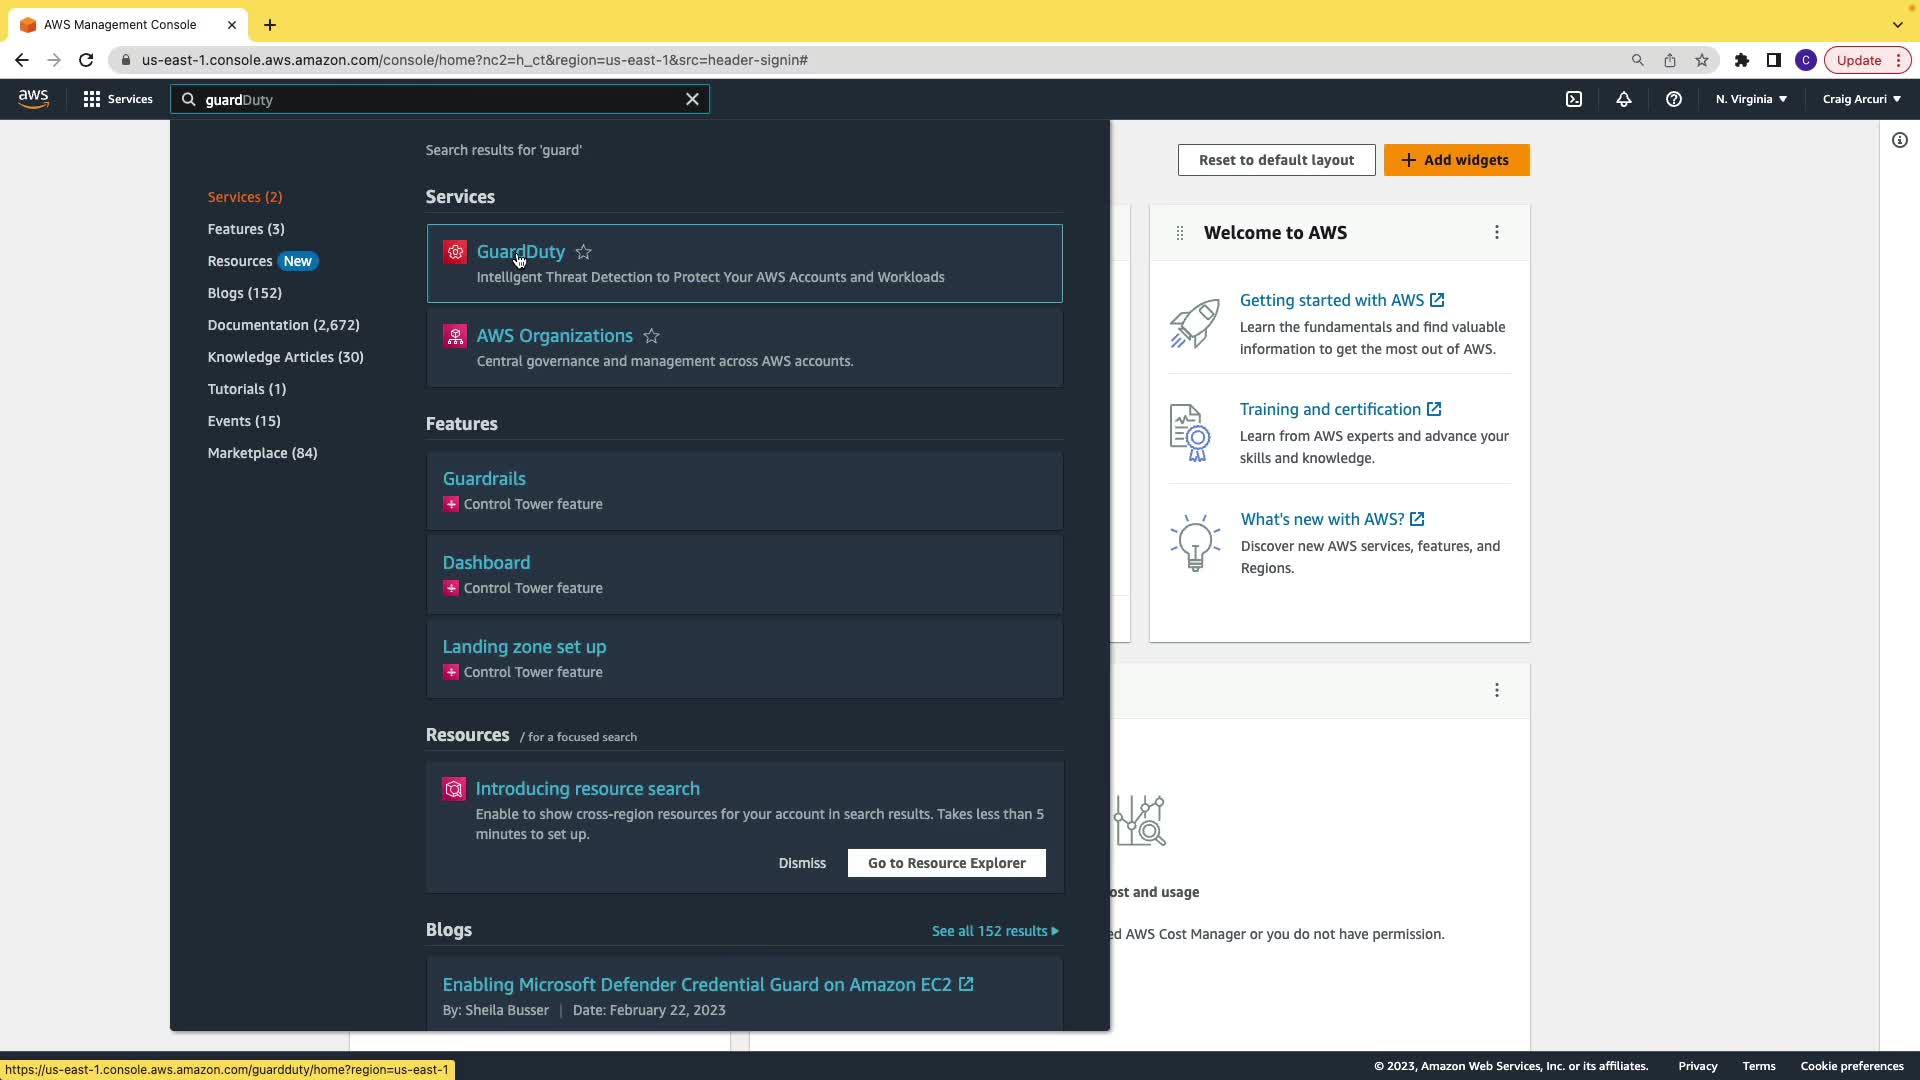 AWS Management Console
us-east-1.console.aws.amazon.com/console/home?nc2=h_ct&region=us-east-1&src=header-signin#
C
Update
aws
Services
guardDuty
N. Virginia
Craig Arcuri
Search results for 'guard'
Services (2)
Features (3)
Resources New
Blogs (152)
Documentation (2,672)
Knowledge Articles (30)
Tutorials (1)
Events (15)
Marketplace (84)
Services
GuardDuty
Intelligent Threat Detection to Protect Your AWS Accounts and Workloads
AWS Organizations
Central governance and management across AWS accounts.
Features
Guardrails
Control Tower feature
Dashboard
Control Tower feature
Landing zone set up
Control Tower feature
Resources / for a focused search
Introducing resource search
Enable to show cross-region resources for your account in search results. Takes less than 5
minutes to set up.
Dismiss
Go to Resource Explorer
Blogs
See all 152 results
Enabling Microsoft Defender Credential Guard on Amazon EC2
By: Sheila Busser | Date: February 22, 2023
Reset to default layout
Add widgets
Welcome to AWS
Getting started with AWS
Learn the fundamentals and find valuable
information to get the most out of AWS.
Training and certification
Learn from AWS experts and advance your
skills and knowledge.
What's new with AWS?
Discover new AWS services, features, and
Regions.
ost and usage
ed AWS Cost Manager or you do not have permission.
https://us-east-1.console.aws.amazon.com/guardduty/home?region=us-east-1
© 2023, Amazon Web Services, Inc. or its affiliates.
Privacy
Terms
Cookie preferences